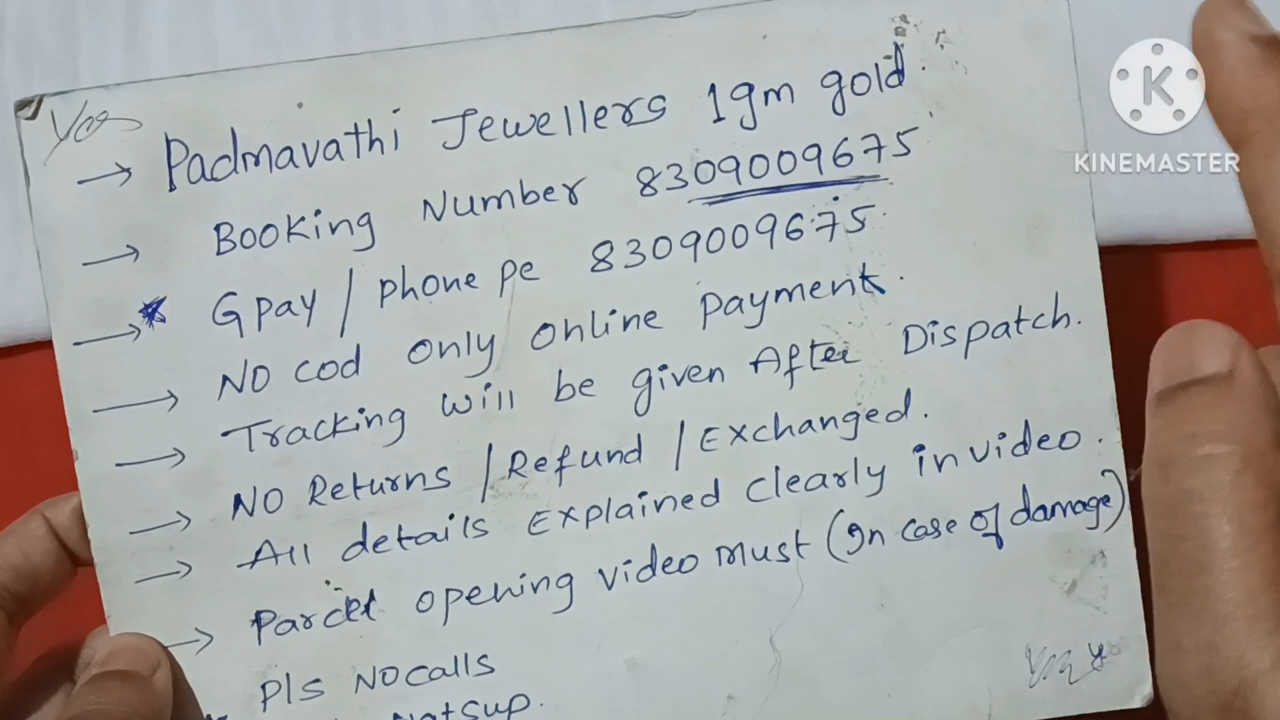 Padmavathi Jewellers 1gm gold.
Booking Number 8309009675
Gpay / phone pe 8309009675.
NO cod only online payment.
Tracking will be given After Dispatch.
NO Returns / Refund / Exchanged.
All details Explained clearly in video.
Parcel opening video must (In case of damage)
Pls NO calls
KINEMASTER